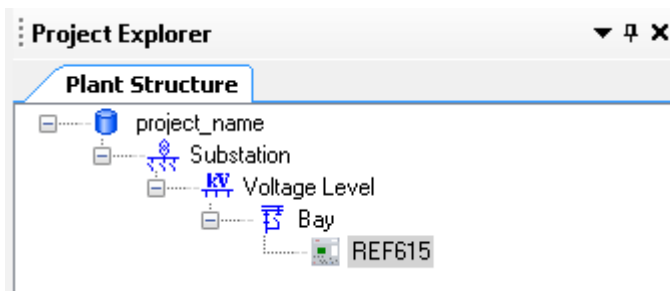 Project Explorer
Plant Structure
project_name
Substation
kV Voltage Level
Bay
REF615